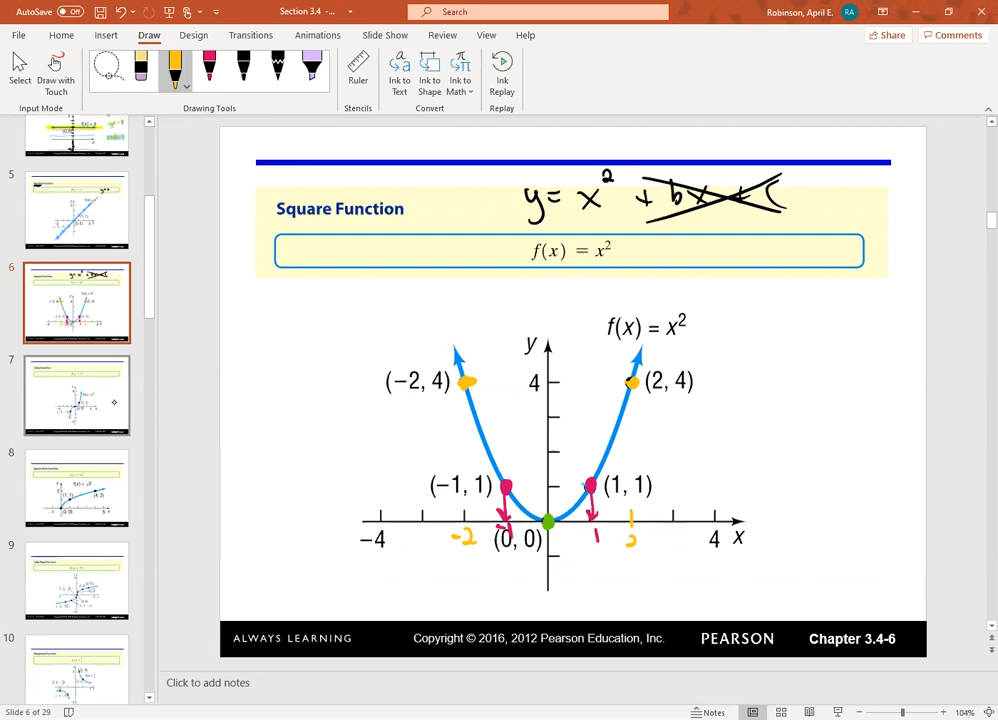 AutoSave Off Section 3.4 -... Search Robinson, April E. RA
File Home Insert Draw Design Transitions Animations Slide Show Review View Help Share Comments
Select Draw with Touch Ruler Ink to Text Ink to Shape Ink to Math Ink Replay
Input Mode Drawing Tools Stencils Convert Replay
5
6
7
8
9
10
y = x² + bx + c
Square Function
f(x) = x²
f(x) = x²
y
(−2, 4) 4 (2, 4)
(−1, 1) (1, 1)
−4 -2 -1 (0, 0) 1 2 4 x
ALWAYS LEARNING Copyright © 2016, 2012 Pearson Education, Inc. PEARSON Chapter 3.4-6
Click to add notes
Slide 6 of 29 Notes 104%